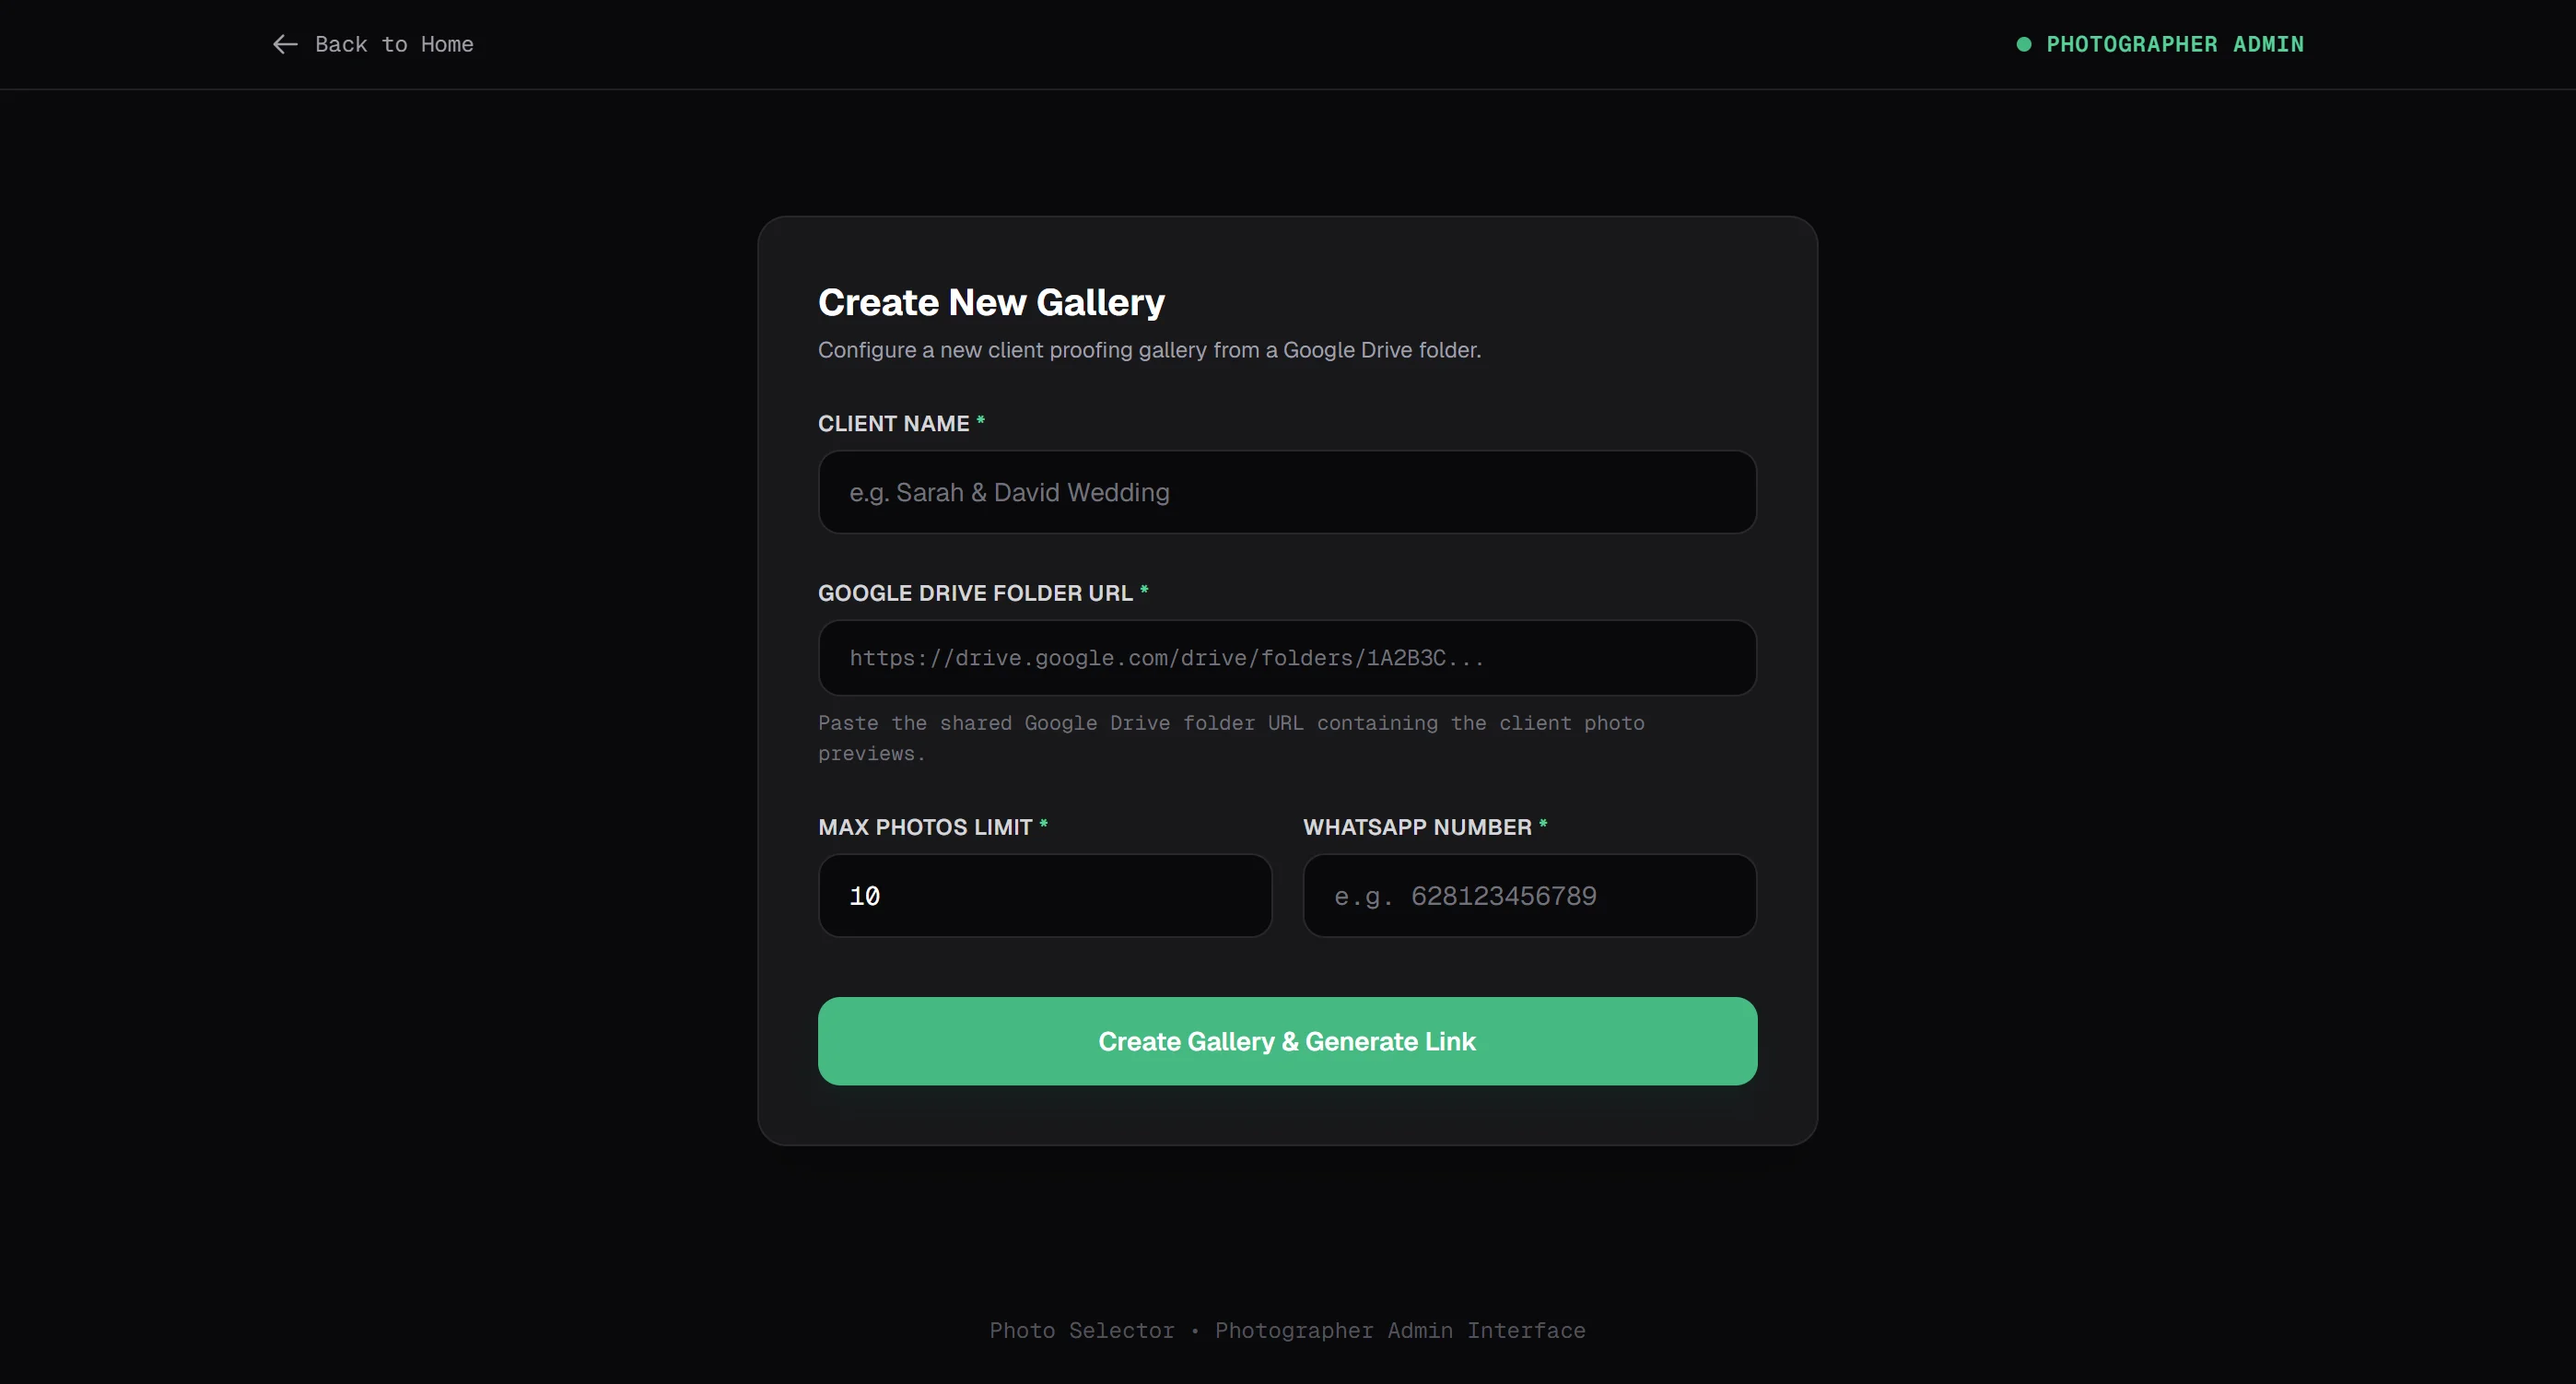 Back to Home
PHOTOGRAPHER ADMIN
Create New Gallery
Configure a new client proofing gallery from a Google Drive folder.
CLIENT NAME *
e.g. Sarah & David Wedding
GOOGLE DRIVE FOLDER URL *
https://drive.google.com/drive/folders/1A2B3C...
Paste the shared Google Drive folder URL containing the client photo
previews.
MAX PHOTOS LIMIT *
10
WHATSAPP NUMBER *
e.g. 628123456789
Create Gallery & Generate Link
Photo Selector • Photographer Admin Interface